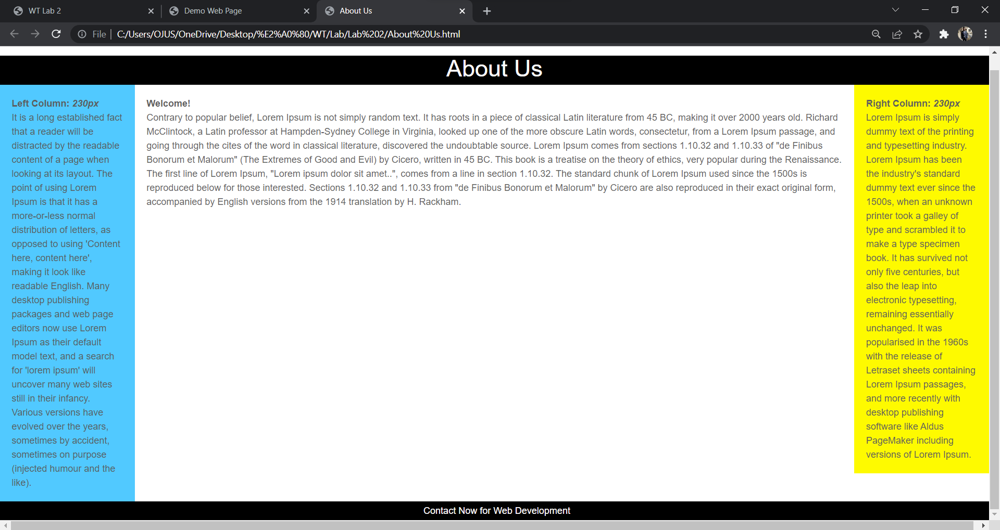 WT Lab 2
Demo Web Page
About Us
File
C:/Users/OJUS/OneDrive/Desktop/%E2%A0%80/WT/Lab/Lab%202/About%20Us.html
About Us
Left Column: 230px
It is a long established fact
that a reader will be
distracted by the readable
content of a page when
looking at its layout. The
point of using Lorem
Ipsum is that it has a
more-or-less normal
distribution of letters, as
opposed to using 'Content
here, content here',
making it look like
readable English. Many
desktop publishing
packages and web page
editors now use Lorem
Ipsum as their default
model text, and a search
for 'lorem ipsum' will
uncover many web sites
still in their infancy.
Various versions have
evolved over the years,
sometimes by accident,
sometimes on purpose
(injected humour and the
like).
Welcome!
Contrary to popular belief, Lorem Ipsum is not simply random text. It has roots in a piece of classical Latin literature from 45 BC, making it over 2000 years old. Richard
McClintock, a Latin professor at Hampden-Sydney College in Virginia, looked up one of the more obscure Latin words, consectetur, from a Lorem Ipsum passage, and
going through the cites of the word in classical literature, discovered the undoubtable source. Lorem Ipsum comes from sections 1.10.32 and 1.10.33 of "de Finibus
Bonorum et Malorum" (The Extremes of Good and Evil) by Cicero, written in 45 BC. This book is a treatise on the theory of ethics, very popular during the Renaissance.
The first line of Lorem Ipsum, "Lorem ipsum dolor sit amet..", comes from a line in section 1.10.32. The standard chunk of Lorem Ipsum used since the 1500s is
reproduced below for those interested. Sections 1.10.32 and 1.10.33 from "de Finibus Bonorum et Malorum" by Cicero are also reproduced in their exact original form,
accompanied by English versions from the 1914 translation by H. Rackham.
Right Column: 230px
Lorem Ipsum is simply
dummy text of the printing
and typesetting industry.
Lorem Ipsum has been
the industry's standard
dummy text ever since the
1500s, when an unknown
printer took a galley of
type and scrambled it to
make a type specimen
book. It has survived not
only five centuries, but
also the leap into
electronic typesetting,
remaining essentially
unchanged. It was
popularised in the 1960s
with the release of
Letraset sheets containing
Lorem Ipsum passages,
and more recently with
desktop publishing
software like Aldus
PageMaker including
versions of Lorem Ipsum.
Contact Now for Web Development